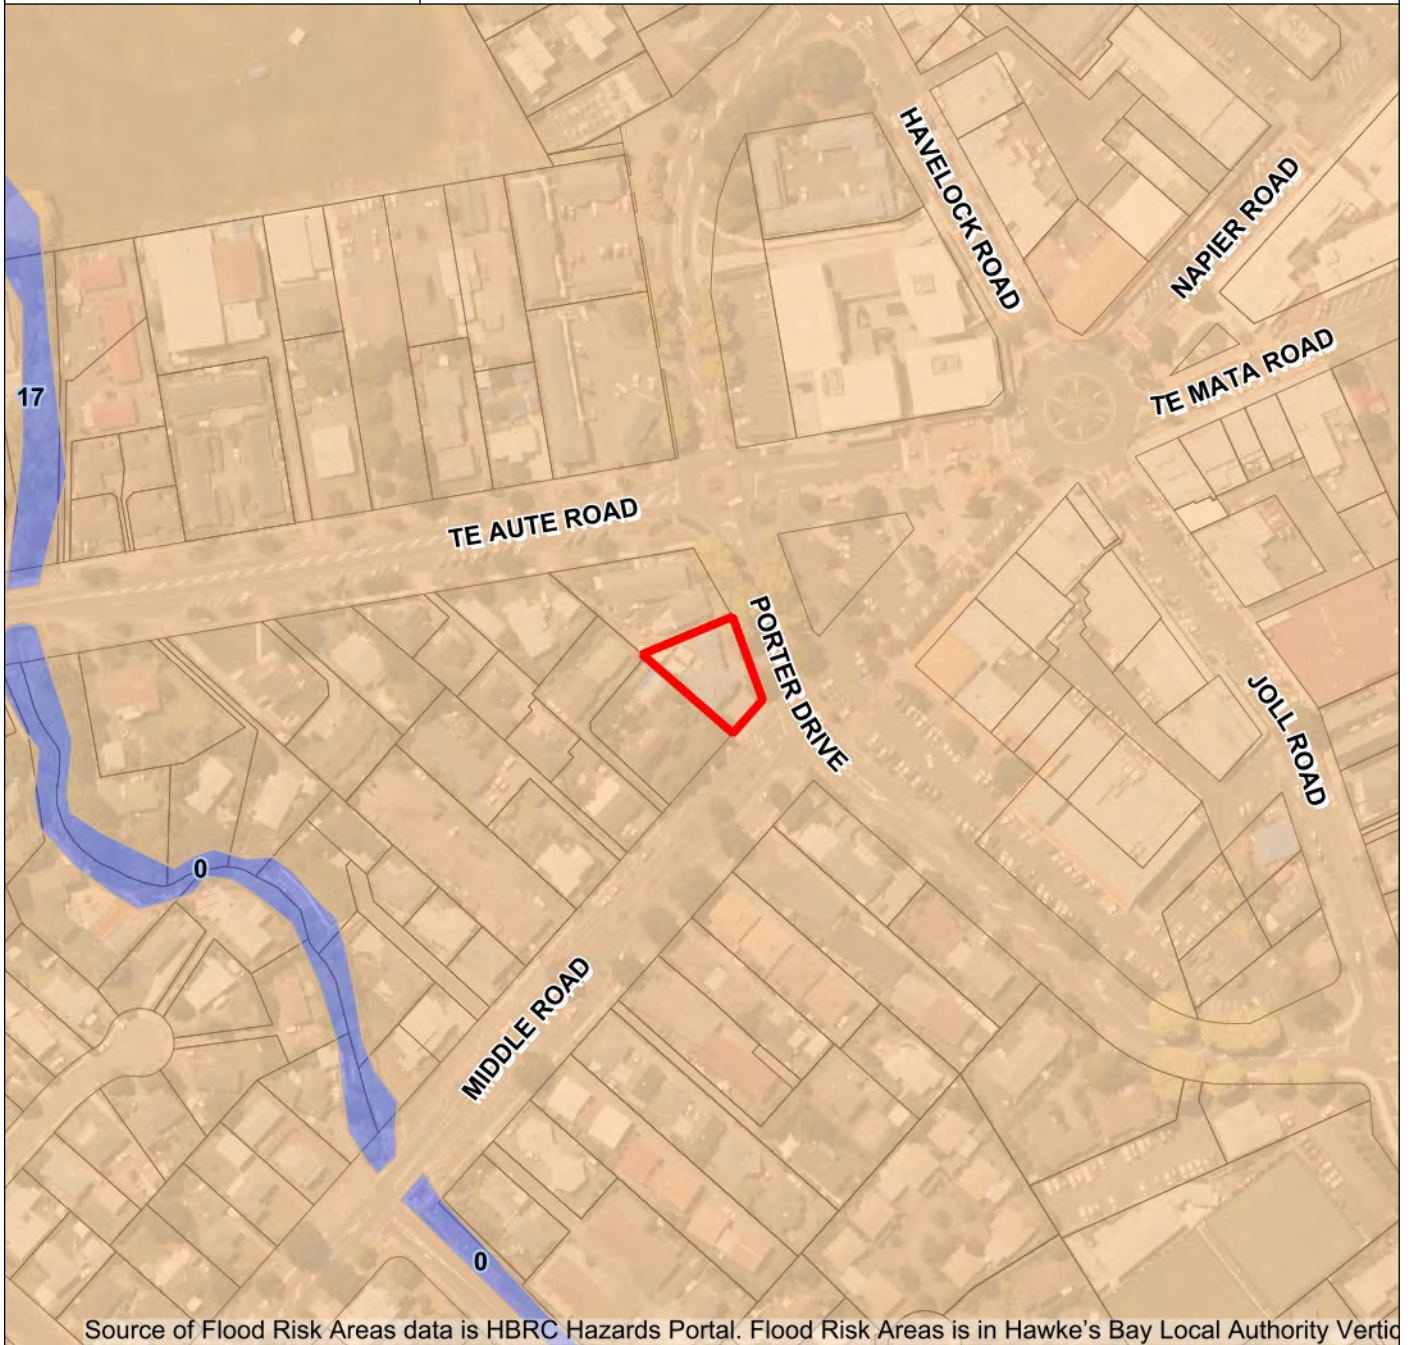 HAVELOCK ROAD
NAPIER ROAD
TE MATA ROAD
17
TE AUTE ROAD
PORTER DRIVE
JOLL ROAD
0
MIDDLE ROAD
0
Source of Flood Risk Areas data is HBRC Hazards Portal. Flood Risk Areas is in Hawke's Bay Local Authority Vertic